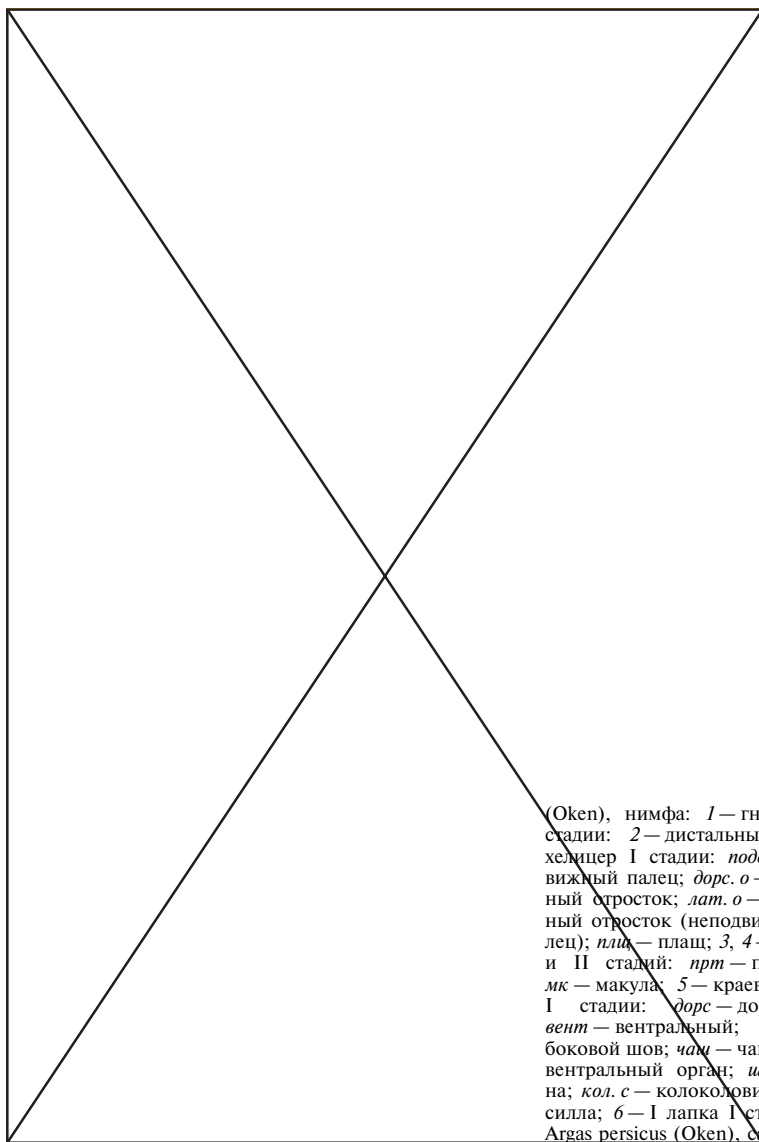 (Oken), нимфа: 1 — гн
стадии: 2 — дистальны
хелицер I стадии: под
вижный палец; дорс. о —
ный отросток; лат. о —
ный отросток (неподви
лец); плщ — плащ; 3, 4 —
и II стадий: прт — п
мк — макула; 5 — краев
I стадии: дорс — до
вент — вентральный;
боковой шов; чаш — ча
вентральный орган; ш
на; кол. с — колоколови
силла; 6 — I лапка I ст
Argas persicus (Oken), с